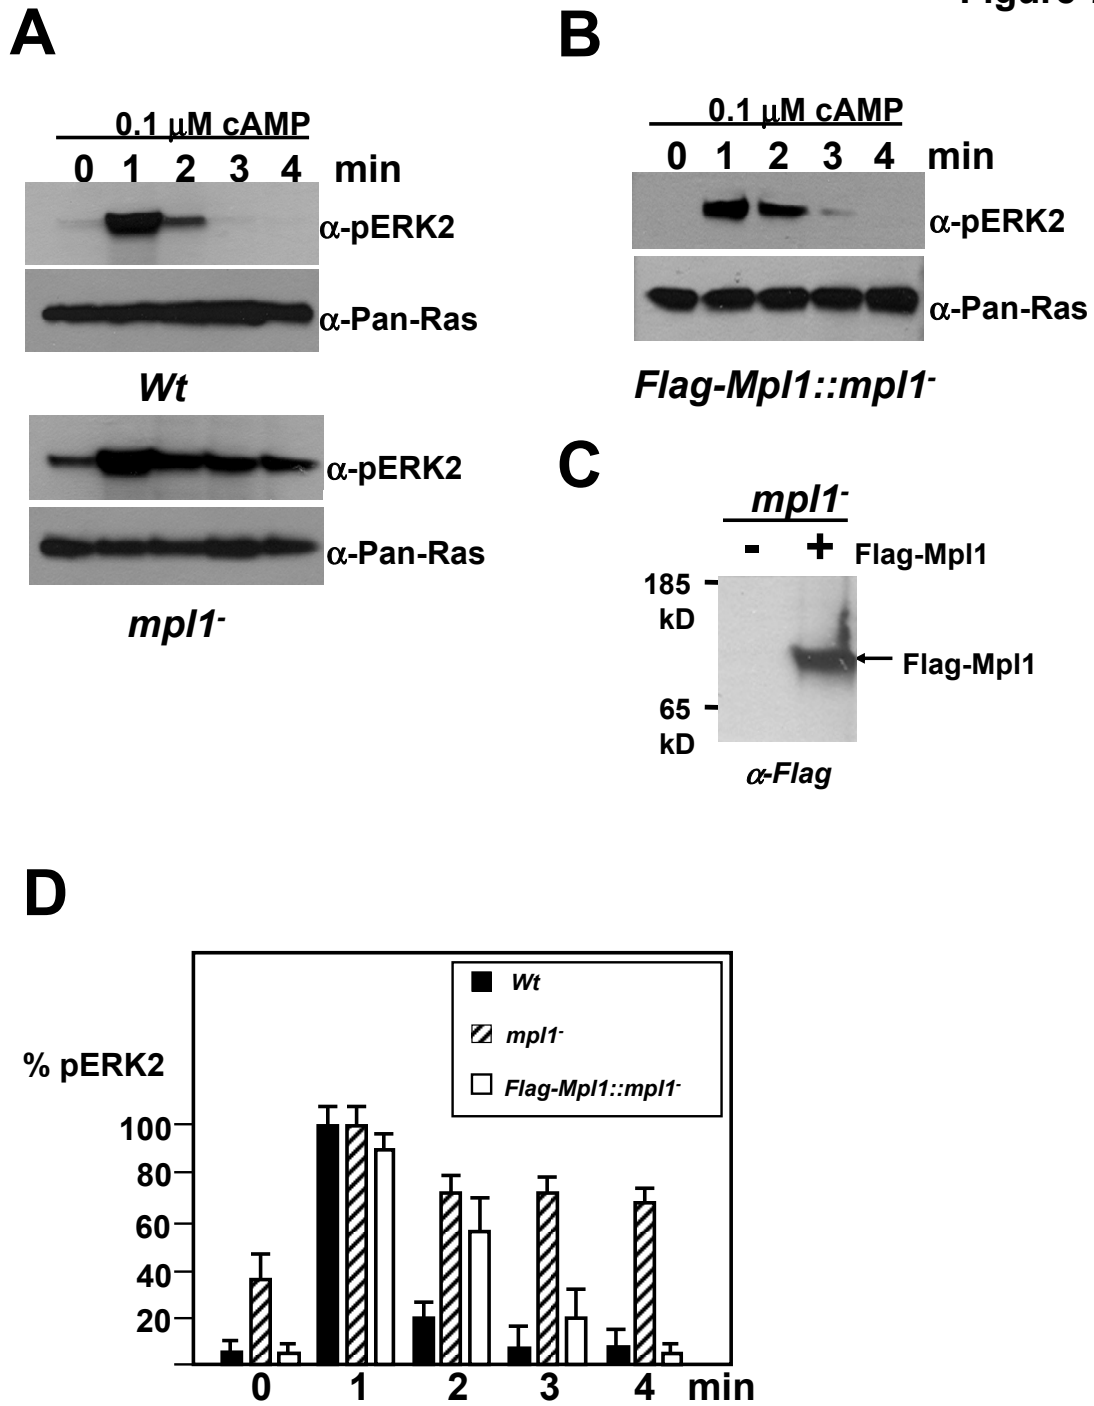 Figure
A
0.1 μM cAMP
0 1 2 3 4 min
α-pERK2
α-Pan-Ras
Wt
α-pERK2
α-Pan-Ras
mpl1-
B
0.1 μM cAMP
0 1 2 3 4 min
α-pERK2
α-Pan-Ras
Flag-Mpl1::mpl1-
C
mpl1-
- + Flag-Mpl1
185
kD
Flag-Mpl1
65
kD
α-Flag
D
Wt
mpl1-
Flag-Mpl1::mpl1-
% pERK2
100
80
60
40
20
0 1 2 3 4 min